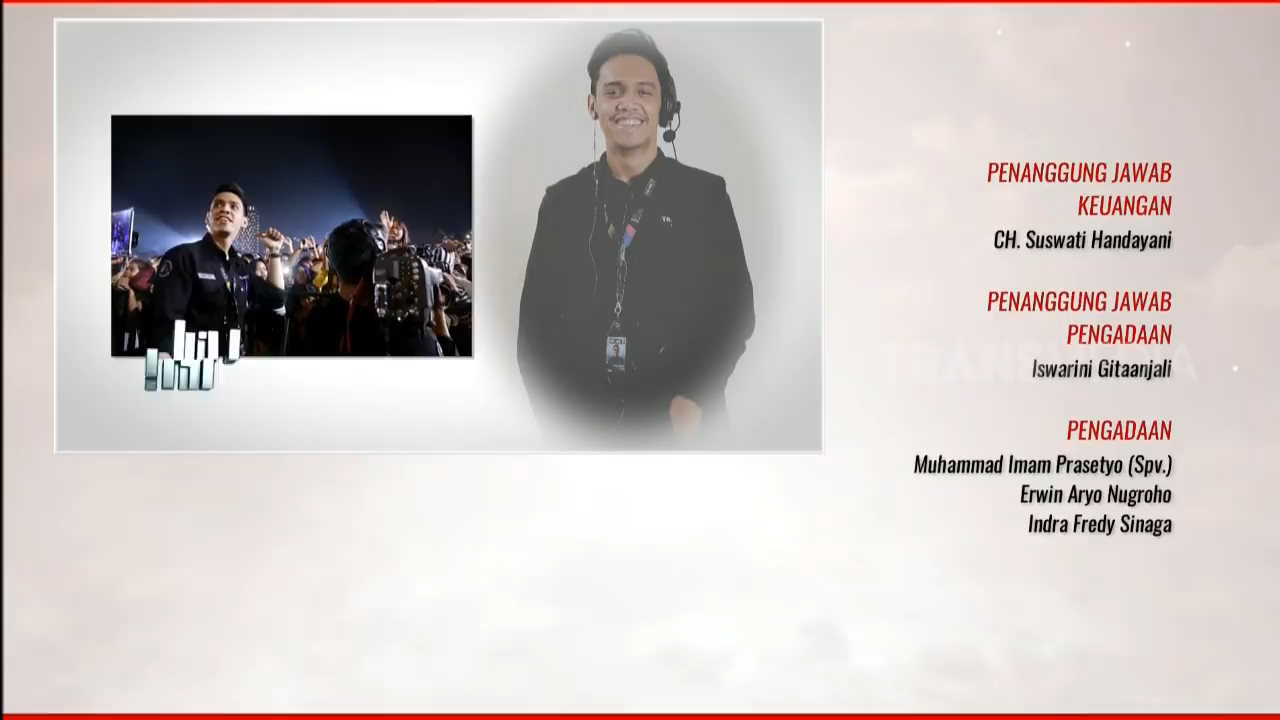 PENANGGUNG JAWAB
KEUANGAN
CH. Suswati Handayani
PENANGGUNG JAWAB
PENGADAAN
Iswarini Gitaanjali
PENGADAAN
Muhammad Imam Prasetyo (Spv.)
Erwin Aryo Nugroho
Indra Fredy Sinaga